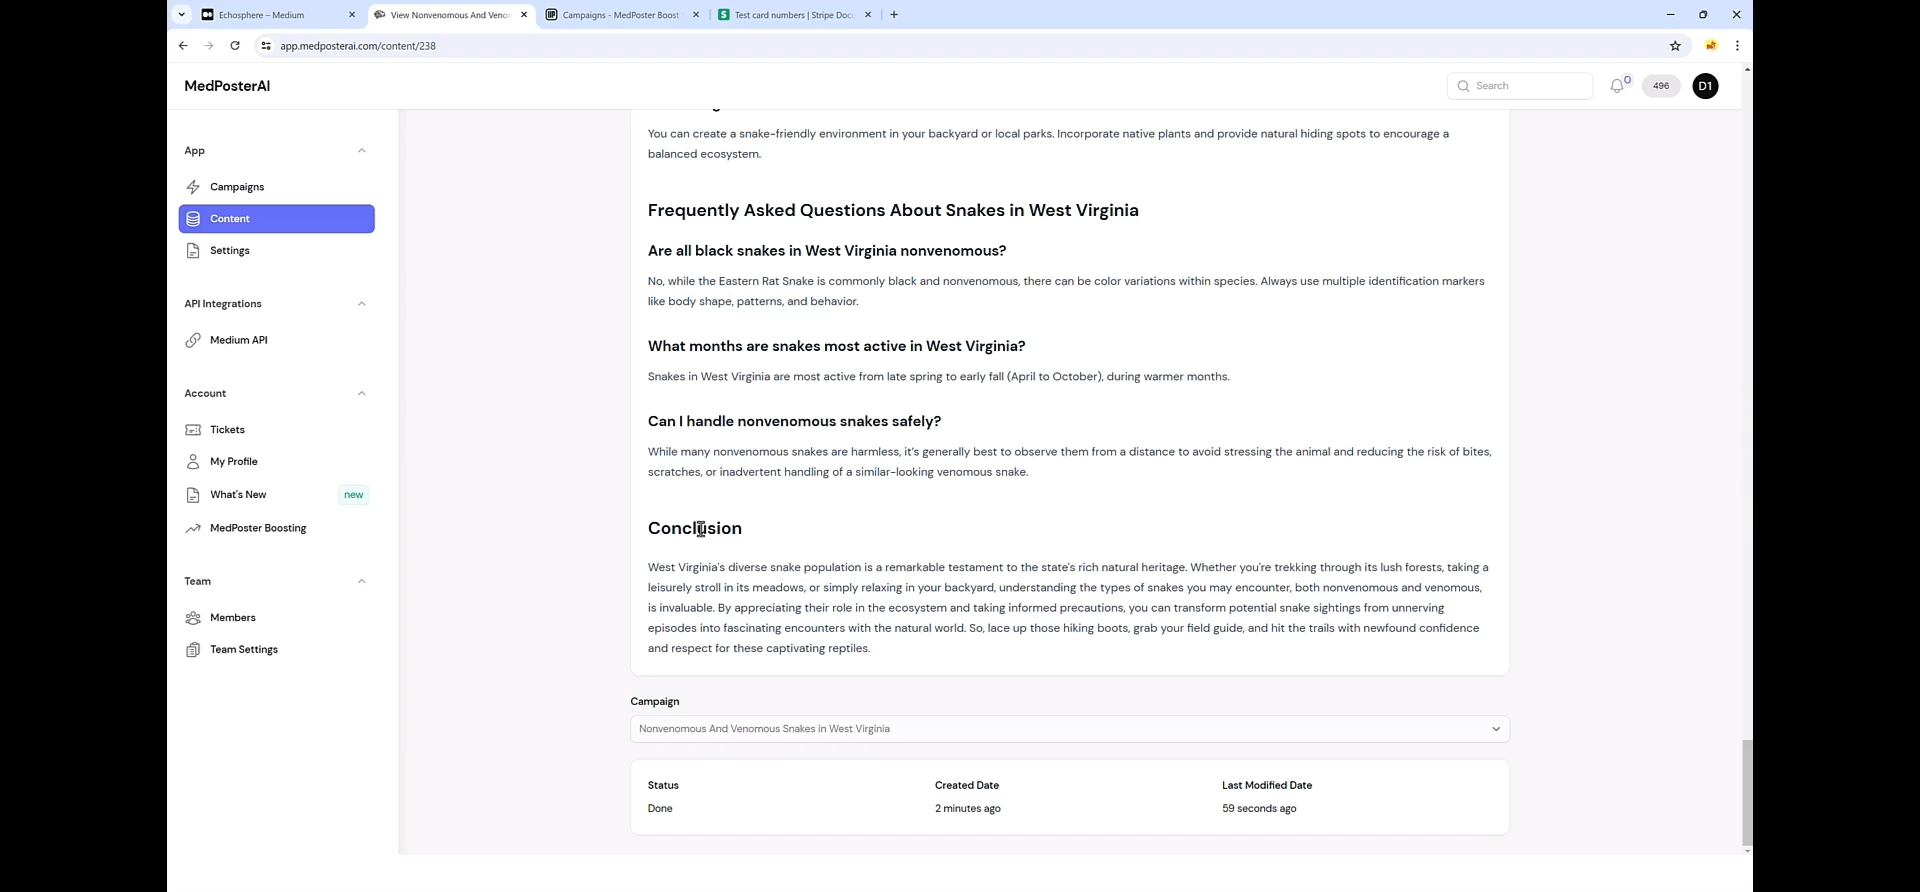 Echosphere – Medium
View Nonvenomous And Veno
Campaigns - MedPoster Boost
Test card numbers | Stripe Doc
app.medposterai.com/content/238
MedPosterAI
Search
0
496
D1
App
Campaigns
Content
Settings
API Integrations
Medium API
Account
Tickets
My Profile
What's New
new
MedPoster Boosting
Team
Members
Team Settings
You can create a snake-friendly environment in your backyard or local parks. Incorporate native plants and provide natural hiding spots to encourage a
balanced ecosystem.
Frequently Asked Questions About Snakes in West Virginia
Are all black snakes in West Virginia nonvenomous?
No, while the Eastern Rat Snake is commonly black and nonvenomous, there can be color variations within species. Always use multiple identification markers
like body shape, patterns, and behavior.
What months are snakes most active in West Virginia?
Snakes in West Virginia are most active from late spring to early fall (April to October), during warmer months.
Can I handle nonvenomous snakes safely?
While many nonvenomous snakes are harmless, it's generally best to observe them from a distance to avoid stressing the animal and reducing the risk of bites,
scratches, or inadvertent handling of a similar-looking venomous snake.
Conclusion
West Virginia's diverse snake population is a remarkable testament to the state's rich natural heritage. Whether you're trekking through its lush forests, taking a
leisurely stroll in its meadows, or simply relaxing in your backyard, understanding the types of snakes you may encounter, both nonvenomous and venomous,
is invaluable. By appreciating their role in the ecosystem and taking informed precautions, you can transform potential snake sightings from unnerving
episodes into fascinating encounters with the natural world. So, lace up those hiking boots, grab your field guide, and hit the trails with newfound confidence
and respect for these captivating reptiles.
Campaign
Nonvenomous And Venomous Snakes in West Virginia
Status
Created Date
Last Modified Date
Done
2 minutes ago
59 seconds ago